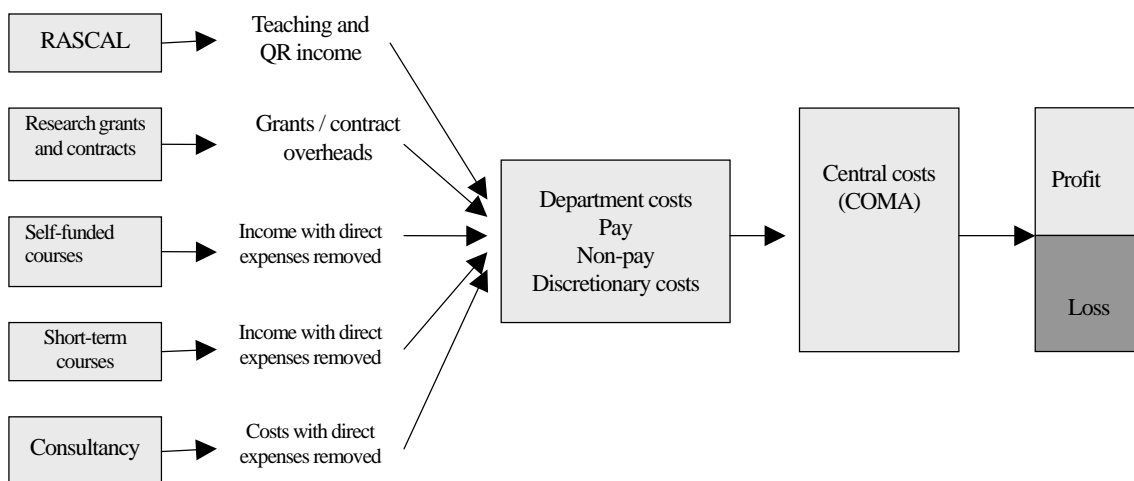 RASCAL
Teaching and
QR income
Research grants
and contracts
Grants / contract
overheads
Self-funded
courses
Income with direct
expenses removed
Short-term
courses
Income with direct
expenses removed
Consultancy
Costs with direct
expenses removed
Department costs
Pay
Non-pay
Discretionary costs
Central costs
(COMA)
Profit
Loss